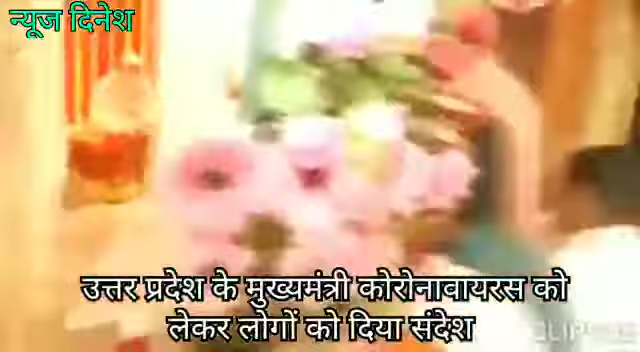 न्यूज दिनेश
उत्तर प्रदेश के मुख्यमंत्री कोरोनावायरस को
लेकर लोगों को दिया संदेश